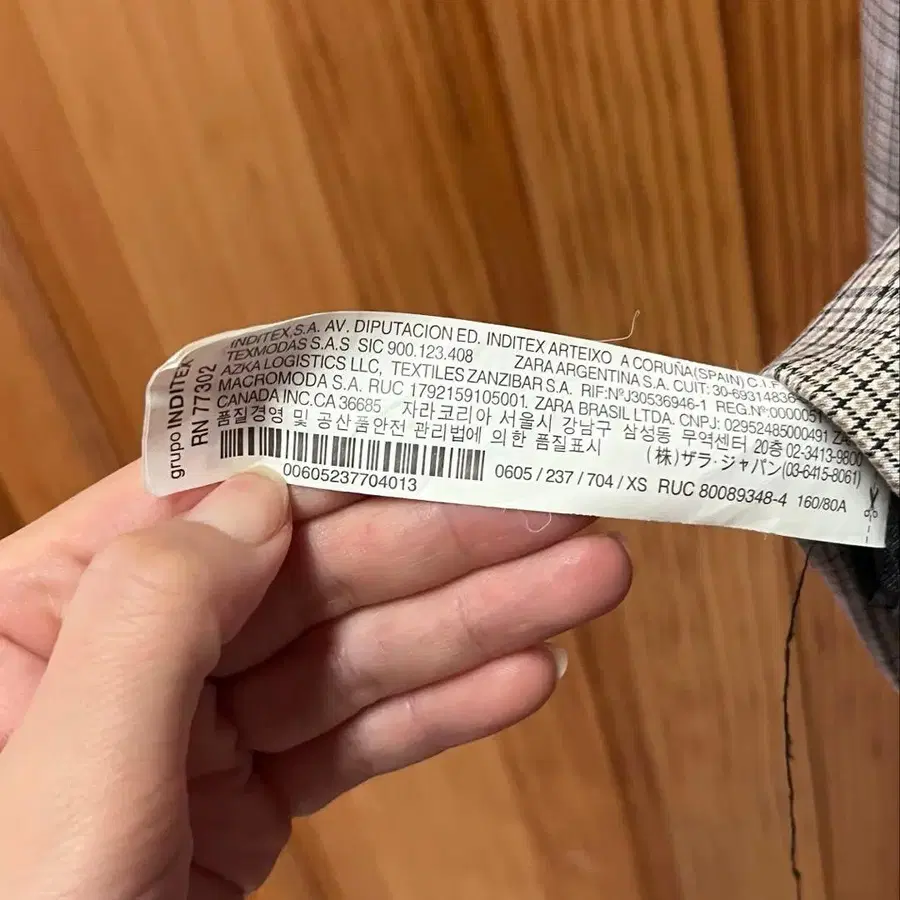 grupo INDITEX
RN 77302
INDITEX,S.A. AV. DIPUTACION ED. INDITEX ARTEIXO A CORUÑA(SPAIN) C.I.F
TEXMODAS S.A.S SIC 900.123.408 ZARA ARGENTINA S.A. CUIT: 30-6931483
AZKA LOGISTICS LLC, TEXTILES ZANZIBAR S.A. RIF:NºJ30536946-1 REG.Nº:0000051
MACROMODA S.A. RUC 1792159105001. ZARA BRASIL LTDA. CNPJ: 02952485000491
CANADA INC.CA 36685 자라코리아 서울시 강남구 삼성동 무역센터 20층 02-3413-9800
품질경영 및 공산품안전 관리법에 의한 품질표시 (株)ザラ・ジャパン(03-6415-8061)
00605237704013 0605 / 237 / 704 / XS RUC 80089348-4 160/80A